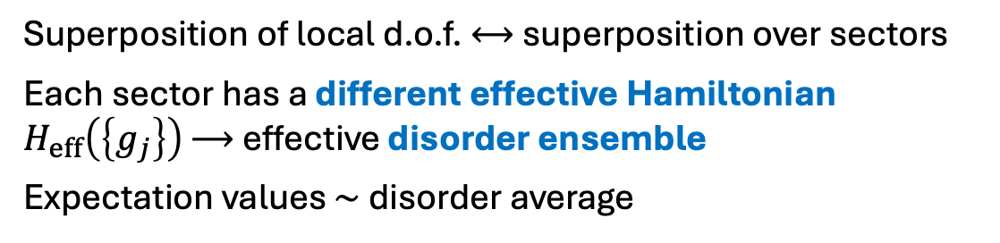 Superposition of local d.o.f. ↔ superposition over sectors
Each sector has a different effective Hamiltonian
H_eff({g_j}) ⟶ effective disorder ensemble
Expectation values ~ disorder average